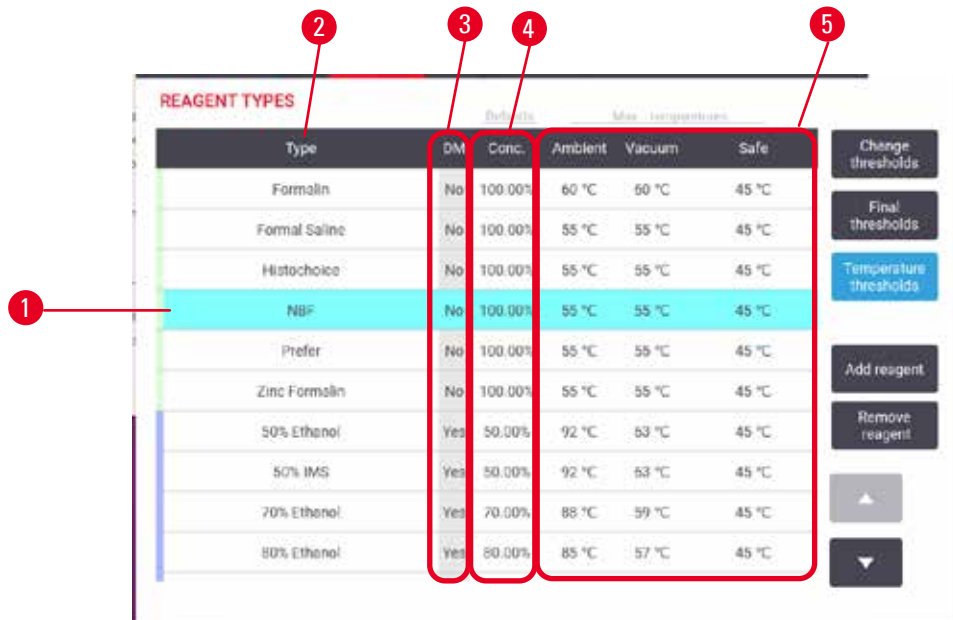 2 3 4 5
REAGENT TYPES
Defaults Max. temperatures
Type DM Conc. Ambient Vacuum Safe
Formalin No 100.00% 60 °C 60 °C 45 °C
Formal Saline No 100.00% 55 °C 55 °C 45 °C
Histochoice No 100.00% 55 °C 55 °C 45 °C
1 NBF No 100.00% 55 °C 55 °C 45 °C
Prefer No 100.00% 55 °C 55 °C 45 °C
Zinc Formalin No 100.00% 55 °C 55 °C 45 °C
50% Ethanol Yes 50.00% 92 °C 63 °C 45 °C
50% IMS Yes 50.00% 92 °C 63 °C 45 °C
70% Ethanol Yes 70.00% 88 °C 59 °C 45 °C
80% Ethanol Yes 80.00% 85 °C 57 °C 45 °C
Change
thresholds
Final
thresholds
Temperature
thresholds
Add reagent
Remove
reagent